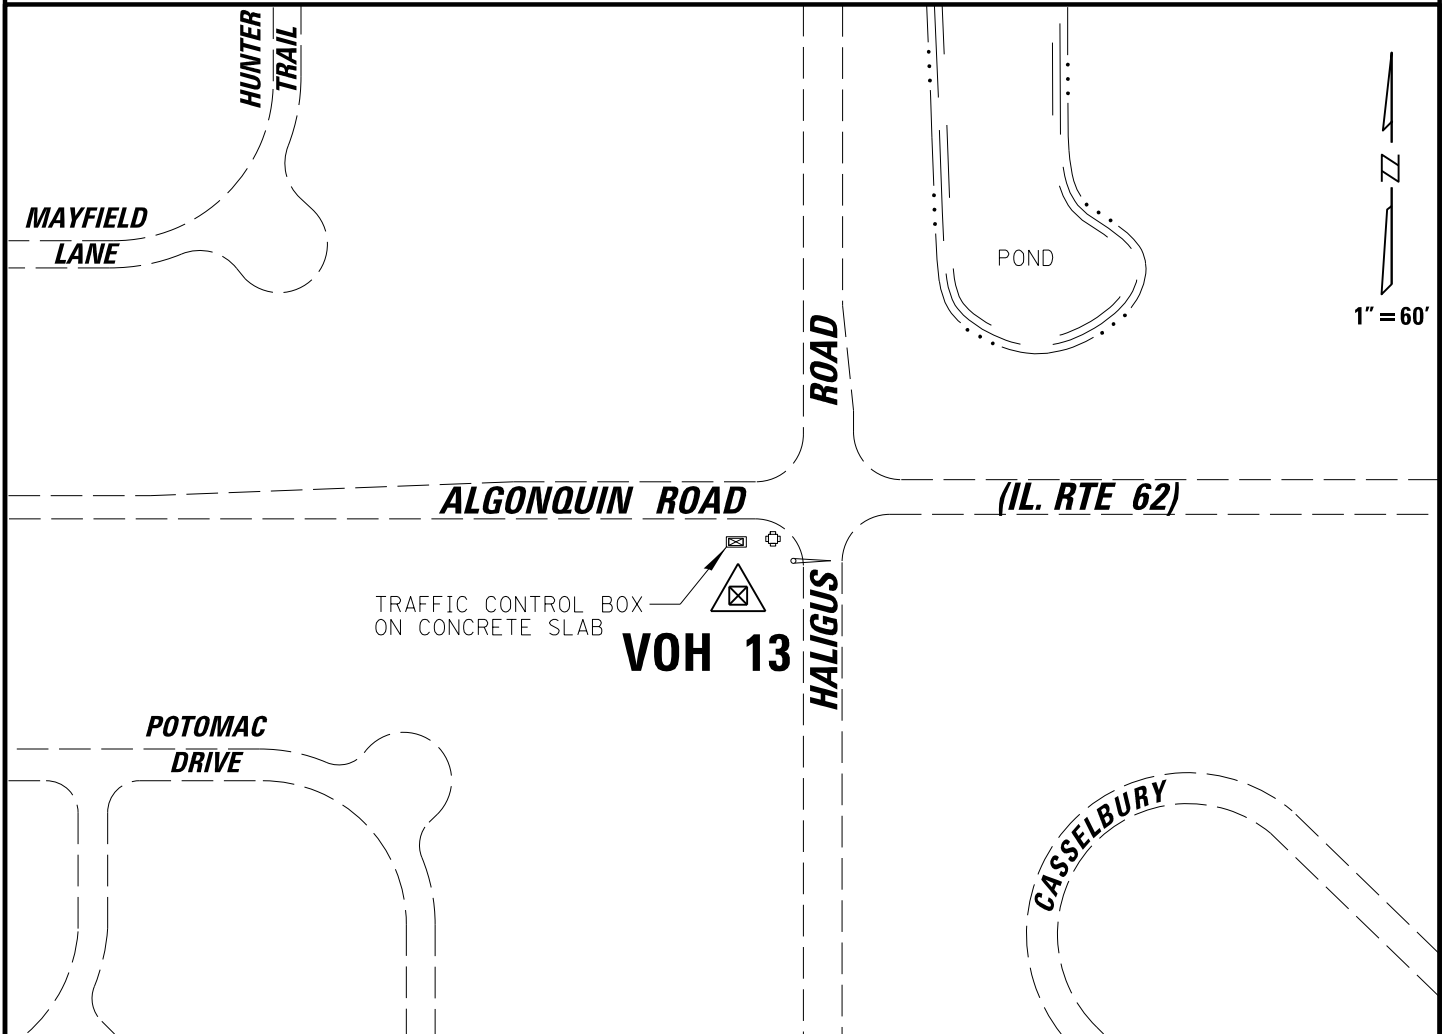 HUNTER
TRAIL
MAYFIELD
LANE
POND
N
1" = 60'
ROAD
ALGONQUIN ROAD
(IL. RTE 62)
TRAFFIC CONTROL BOX
ON CONCRETE SLAB
VOH 13
HALIGUS
POTOMAC
DRIVE
CASSELBURY